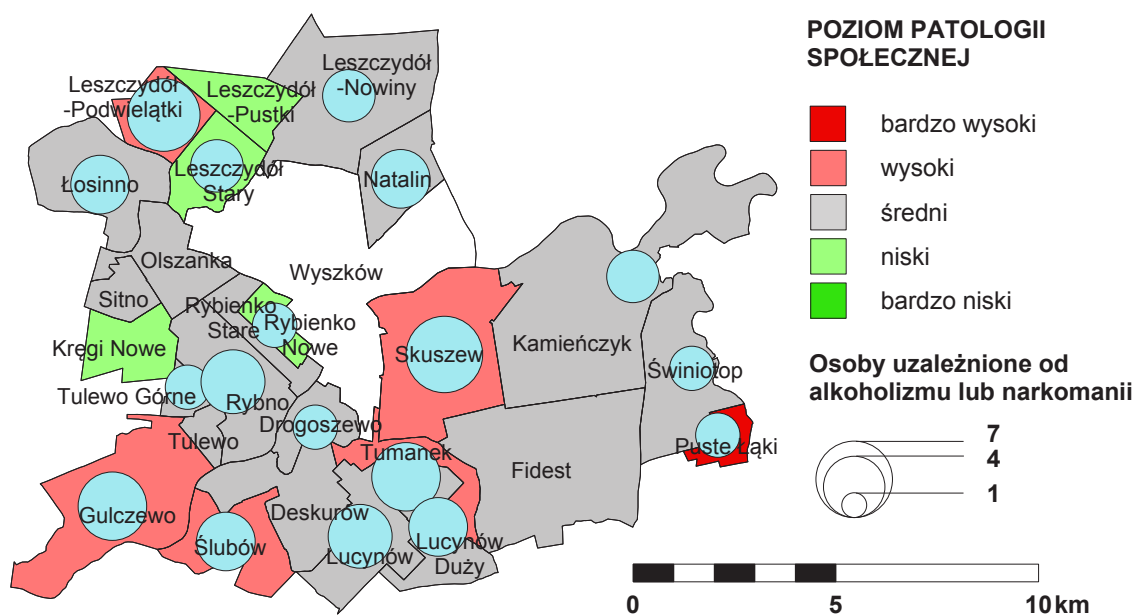 Leszczydół
-Nowiny
Leszczydół
-Podwielątki
Leszczydół
-Pustki
Łosinno
Leszczydół
Stary
Natalin
Olszanka
Wyszków
Sitno
Rybienko
Stare
Rybienko
Nowe
Kręgi Nowe
Skuszew
Kamieńczyk
Świniotop
Tulewo Górne
Rybno
Drogoszewo
Tulewo
Tumanek
Puste Łąki
Fidest
Gulczewo
Deskurów
Ślubów
Lucynów
Lucynów
Duży
POZIOM PATOLOGII
SPOŁECZNEJ
bardzo wysoki
wysoki
średni
niski
bardzo niski
Osoby uzależnione od
alkoholizmu lub narkomanii
7
4
1
0 5 10 km